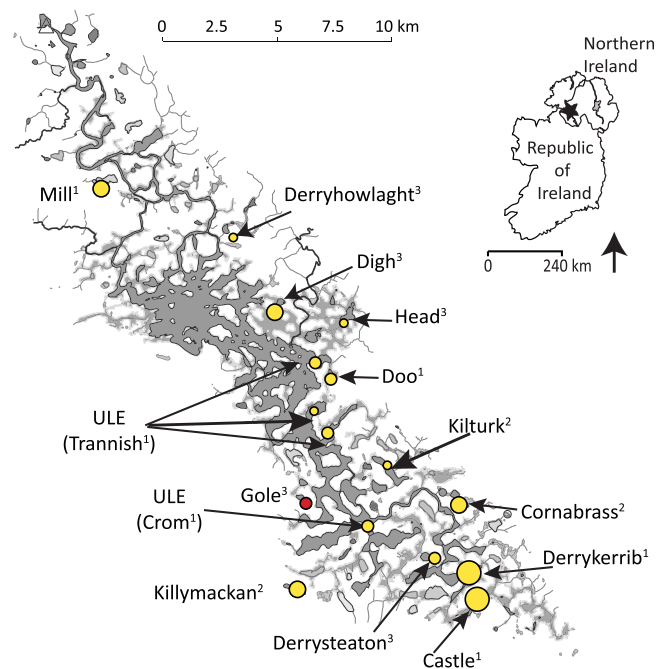 0 2.5 5 7.5 10 km
Northern
Ireland
Republic
of
Ireland
0 240 km
Mill¹
Derryhowlaght³
Digh³
Head³
Doo¹
ULE
(Trannish¹)
Kilturk²
Gole³
ULE
(Crom¹)
Cornabrass²
Derrykerrib¹
Killymackan²
Derrysteaton³
Castle¹